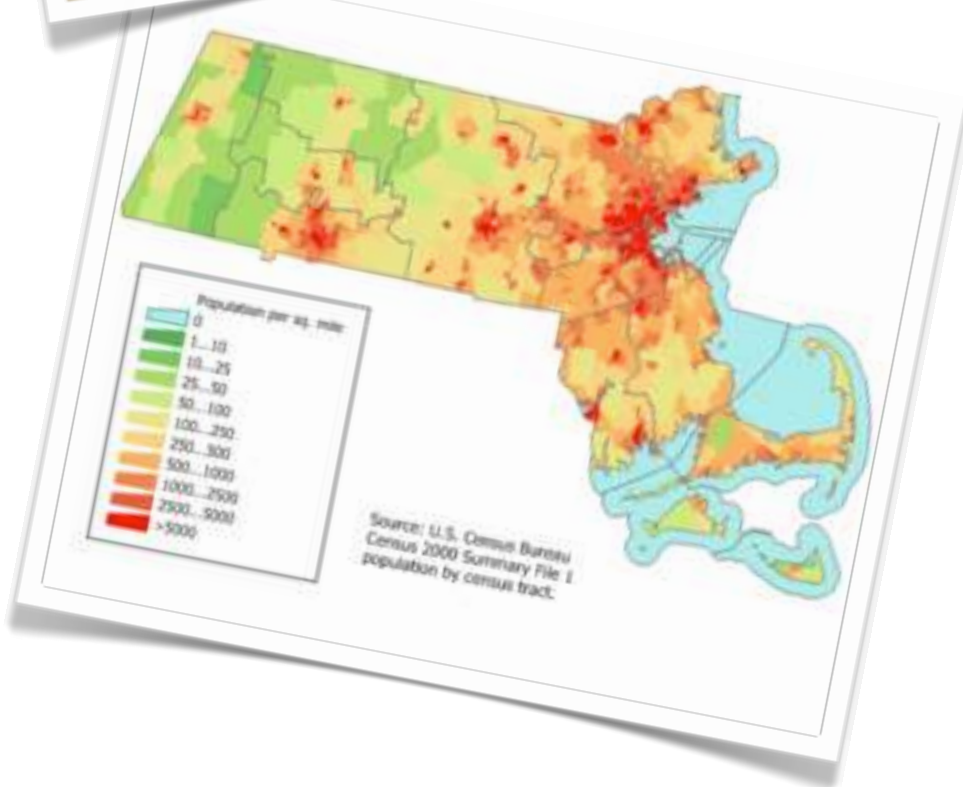 Population per sq. mile
0
1...10
10...25
25...50
50...100
100...250
250...500
500...1000
1000...2500
2500...5000
>5000
Source: U.S. Census Bureau
Census 2000 Summary File 1
population by census tract.